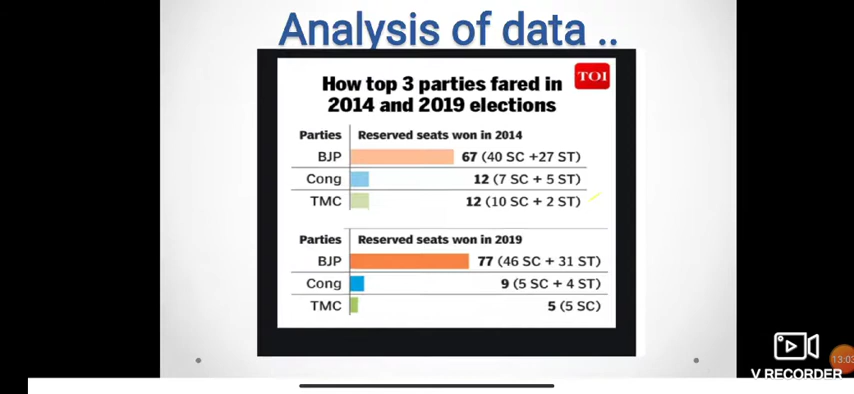 Analysis of data ..
TOI
How top 3 parties fared in
2014 and 2019 elections
Parties Reserved seats won in 2014
BJP 67 (40 SC +27 ST)
Cong 12 (7 SC + 5 ST)
TMC 12 (10 SC + 2 ST)
Parties Reserved seats won in 2019
BJP 77 (46 SC + 31 ST)
Cong 9 (5 SC + 4 ST)
TMC 5 (5 SC)
13:03
V RECORDER